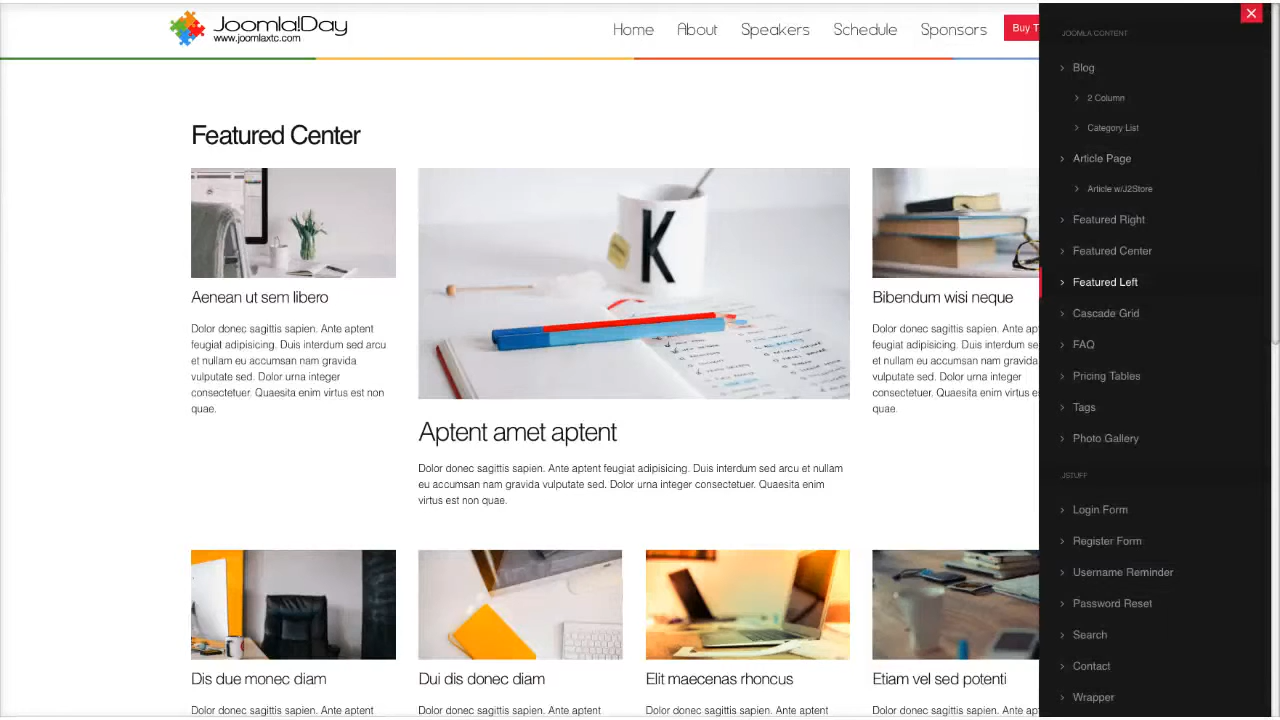 Joomla!Day
www.joomlaxtc.com
Home
About
Speakers
Schedule
Sponsors
Buy T
Featured Center
Aenean ut sem libero
Dolor donec sagittis sapien. Ante aptent
feugiat adipisicing. Duis interdum sed arcu
et nullam eu accumsan nam gravida
vulputate sed. Dolor urna integer
consectetuer. Quaesita enim virtus est non
quae.
K
Aptent amet aptent
Dolor donec sagittis sapien. Ante aptent feugiat adipisicing. Duis interdum sed arcu et nullam
eu accumsan nam gravida vulputate sed. Dolor urna integer consectetuer. Quaesita enim
virtus est non quae.
Bibendum wisi neque
Dolor donec sagittis sapien. Ante ap
feugiat adipisicing. Duis interdum se
et nullam eu accumsan nam gravida
vulputate sed. Dolor urna integer
consectetuer. Quaesita enim virtus e
quae.
Dis due monec diam
Dolor donec sagittis sapien. Ante aptent
Dui dis donec diam
Dolor donec sagittis sapien. Ante aptent
Elit maecenas rhoncus
Dolor donec sagittis sapien. Ante aptent
Etiam vel sed potenti
Dolor donec sagittis sapien. Ante ap
JOOMLA CONTENT
Blog
2 Column
Category List
Article Page
Article w/J2Store
Featured Right
Featured Center
Featured Left
Cascade Grid
FAQ
Pricing Tables
Tags
Photo Gallery
JSTUFF
Login Form
Register Form
Username Reminder
Password Reset
Search
Contact
Wrapper